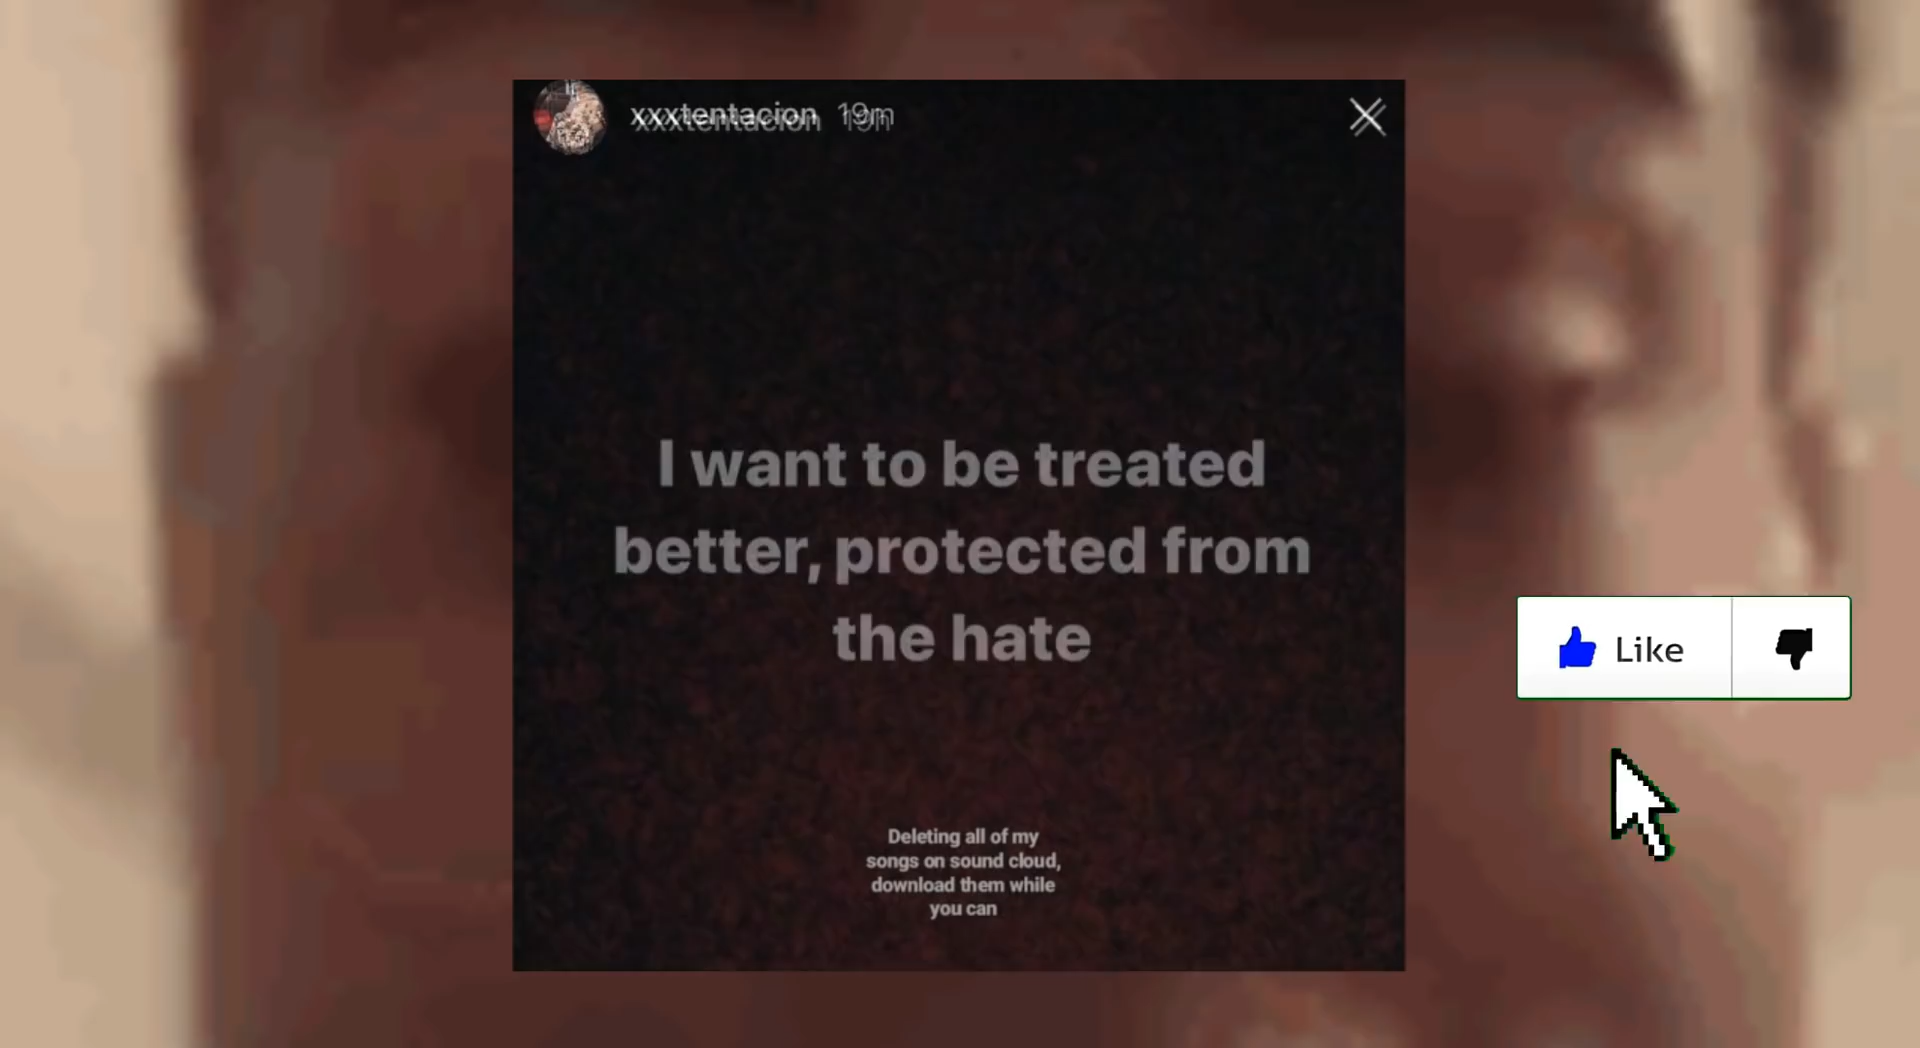 xxxtentacion 19m
I want to be treated
better, protected from
the hate
Deleting all of my
songs on sound cloud,
download them while
you can
Like